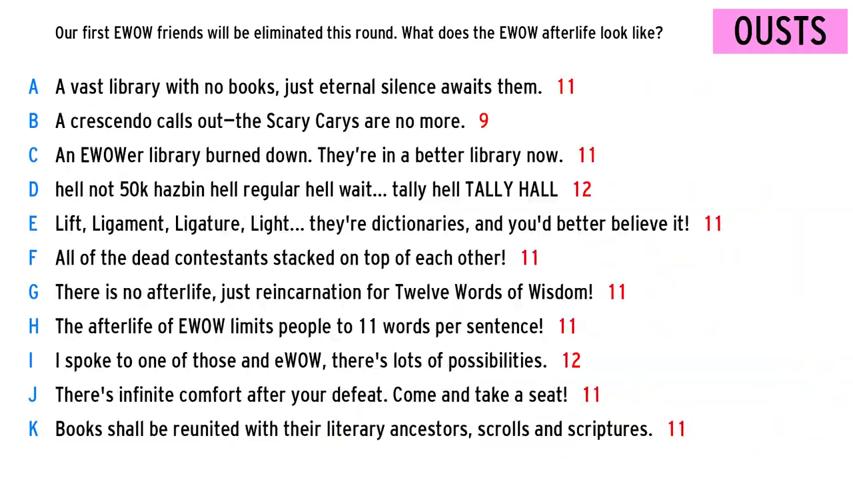 Our first EWOW friends will be eliminated this round. What does the EWOW afterlife look like?
OUSTS
A A vast library with no books, just eternal silence awaits them. 11
B A crescendo calls out—the Scary Carys are no more. 9
C An EWOWer library burned down. They're in a better library now. 11
D hell not 50k hazbin hell regular hell wait... tally hell TALLY HALL 12
E Lift, Ligament, Ligature, Light... they're dictionaries, and you'd better believe it! 11
F All of the dead contestants stacked on top of each other! 11
G There is no afterlife, just reincarnation for Twelve Words of Wisdom! 11
H The afterlife of EWOW limits people to 11 words per sentence! 11
I I spoke to one of those and eWOW, there's lots of possibilities. 12
J There's infinite comfort after your defeat. Come and take a seat! 11
K Books shall be reunited with their literary ancestors, scrolls and scriptures. 11